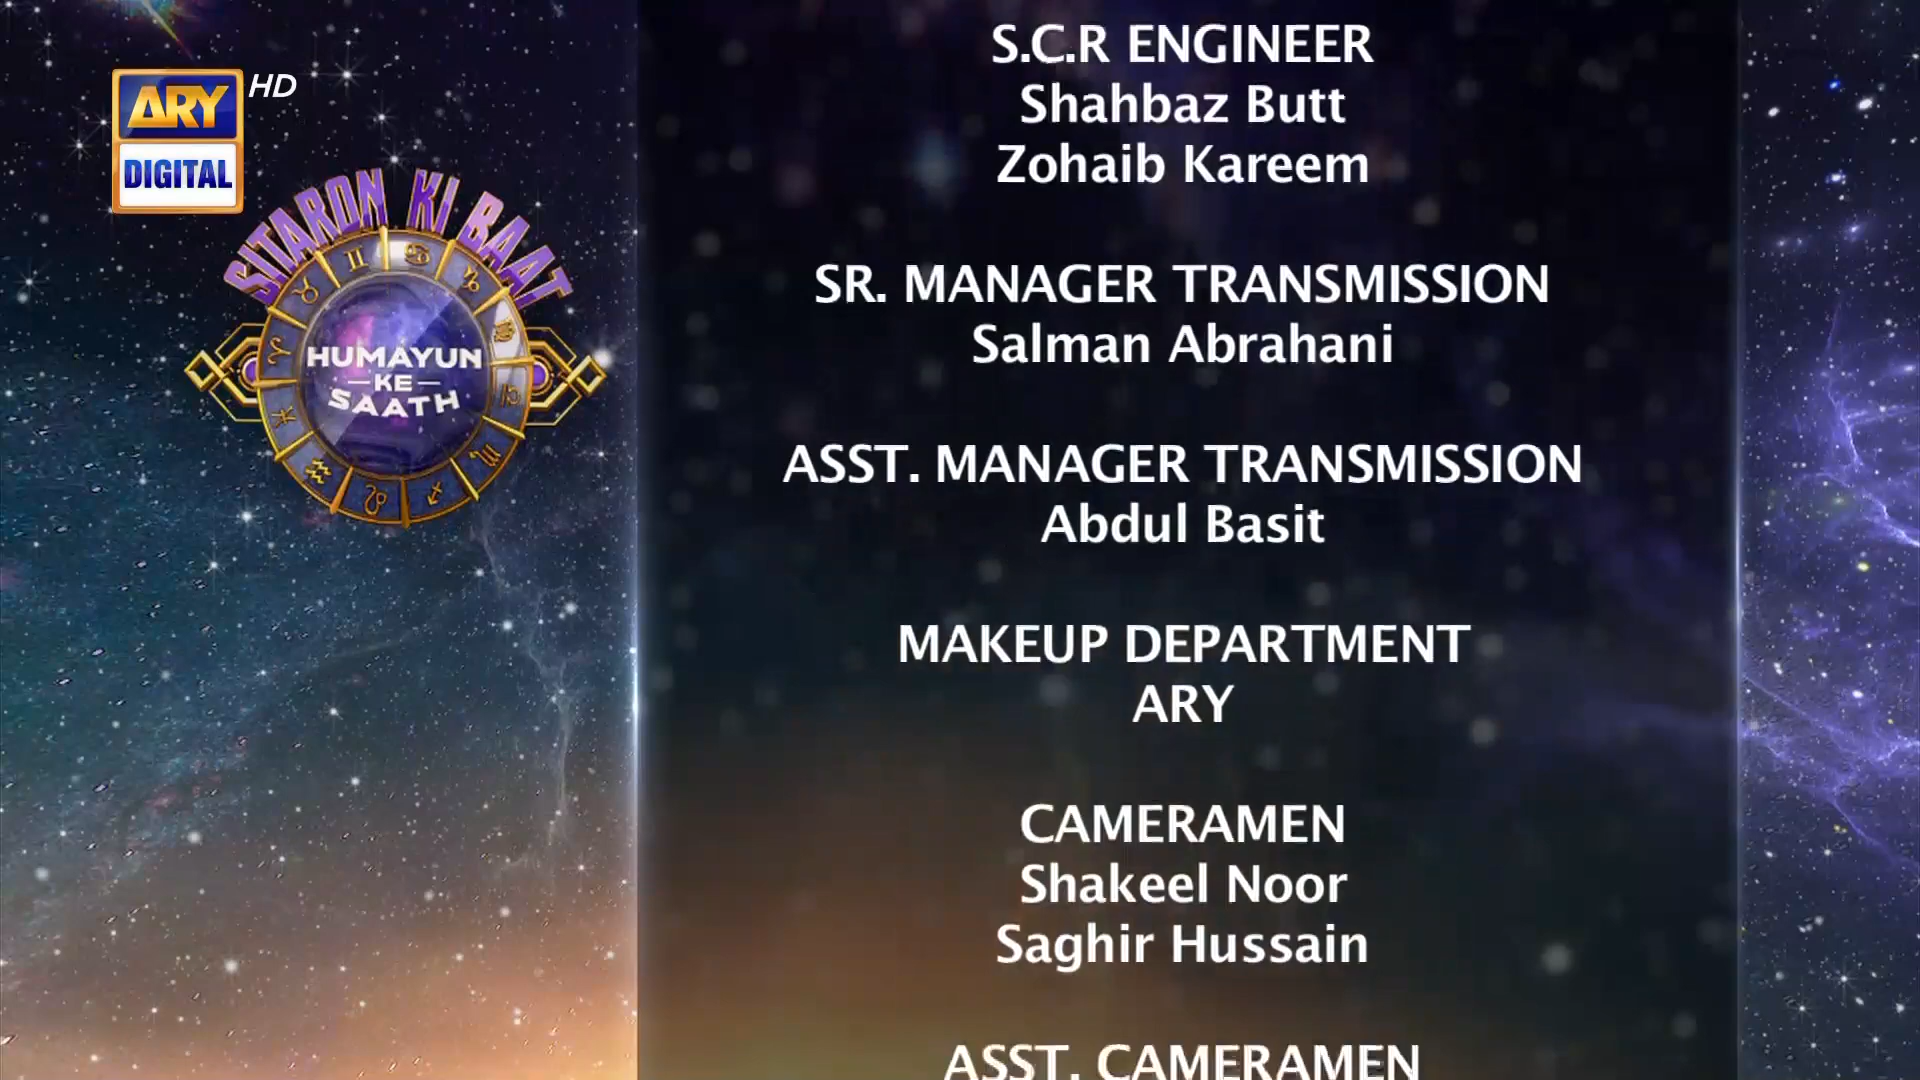 ARY
DIGITAL
HD
SITARON KI BAAT
HUMAYUN
KE
SAATH
S.C.R ENGINEER
Shahbaz Butt
Zohaib Kareem
SR. MANAGER TRANSMISSION
Salman Abrahani
ASST. MANAGER TRANSMISSION
Abdul Basit
MAKEUP DEPARTMENT
ARY
CAMERAMEN
Shakeel Noor
Saghir Hussain
ASST. CAMERAMEN